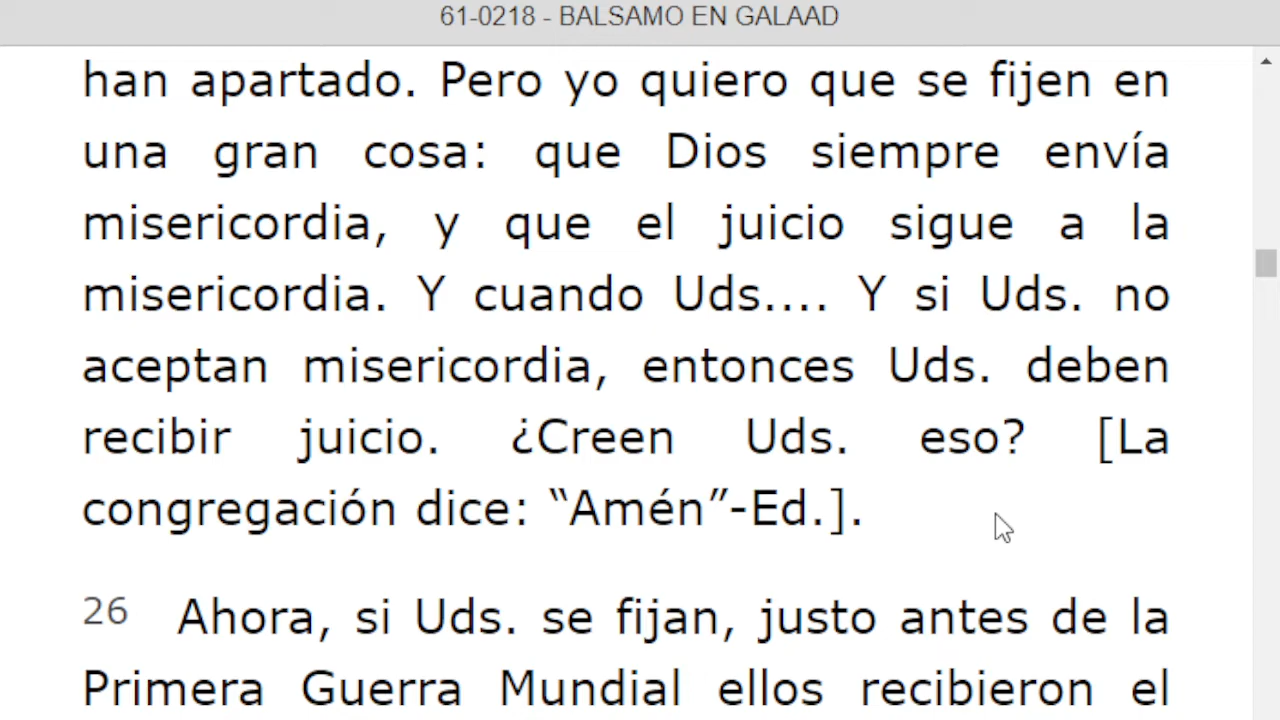 61-0218 - BALSAMO EN GALAAD
han apartado. Pero yo quiero que se fijen en
una gran cosa: que Dios siempre envía
misericordia, y que el juicio sigue a la
misericordia. Y cuando Uds.... Y si Uds. no
aceptan misericordia, entonces Uds. deben
recibir juicio. ¿Creen Uds. eso? [La
congregación dice: “Amén”-Ed.].
26 Ahora, si Uds. se fijan, justo antes de la
Primera Guerra Mundial ellos recibieron el